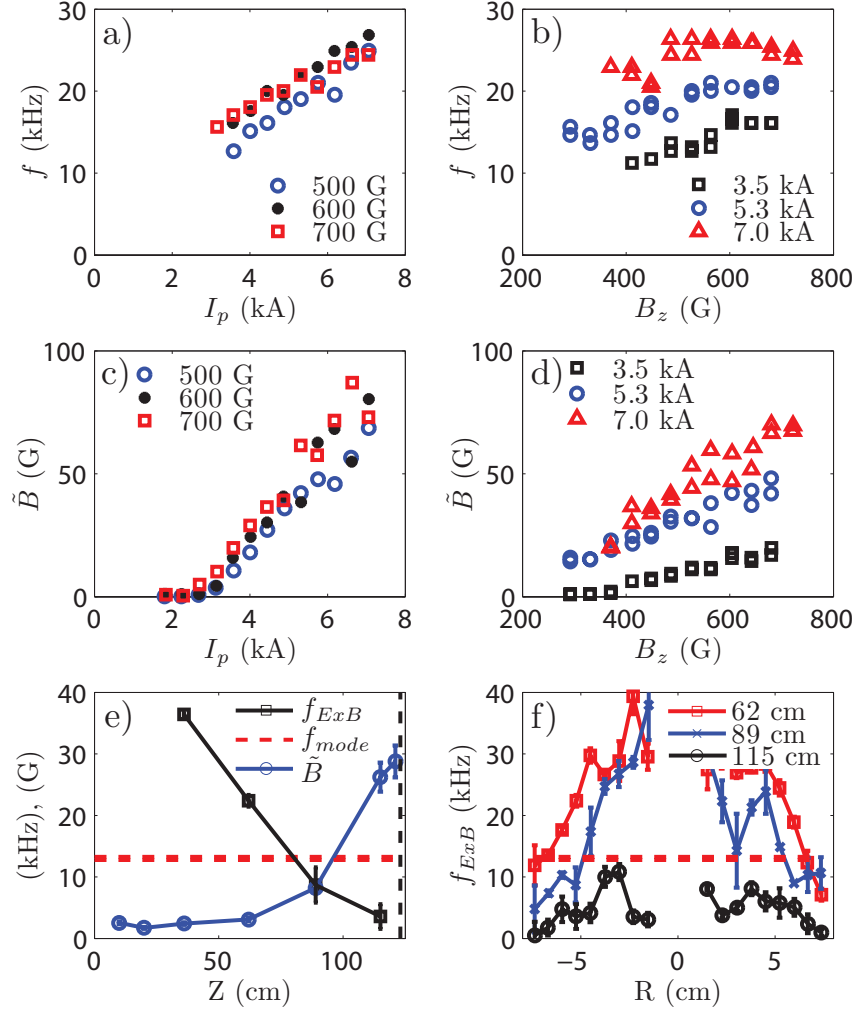 a)
30
20
10
0
f (kHz)
500 G
600 G
700 G
0 2 4 6 8
I_p (kA)
b)
30
20
10
0
f (kHz)
3.5 kA
5.3 kA
7.0 kA
200 400 600 800
B_z (G)
c)
100
50
0
B̃ (G)
500 G
600 G
700 G
0 2 4 6 8
I_p (kA)
d)
100
50
0
B̃ (G)
3.5 kA
5.3 kA
7.0 kA
200 400 600 800
B_z (G)
e)
40
30
20
10
0
(kHz), (G)
f_ExB
f_mode
B̃
0 50 100
Z (cm)
f)
40
30
20
10
0
f_ExB (kHz)
62 cm
89 cm
115 cm
−5 0 5
R (cm)